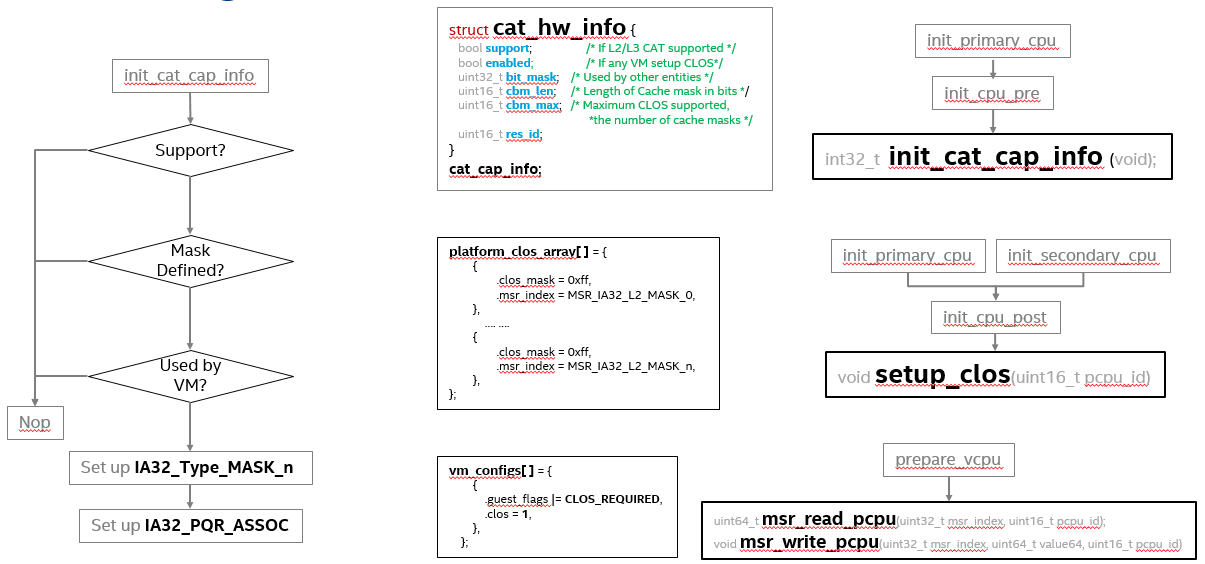 init_cat_cap_info
Support?
Mask
Defined?
Used by
VM?
Nop
Set up IA32_Type_MASK_n
Set up IA32_PQR_ASSOC
struct cat_hw_info {
bool support; /* If L2/L3 CAT supported */
bool enabled; /* If any VM setup CLOS*/
uint32_t bit_mask; /* Used by other entities */
uint16_t cbm_len; /* Length of Cache mask in bits */
uint16_t cbm_max; /* Maximum CLOS supported,
*the number of cache masks */
uint16_t res_id;
}
cat_cap_info;
platform_clos_array[ ] = {
{
.clos_mask = 0xff,
.msr_index = MSR_IA32_L2_MASK_0,
},
.... ....
{
.clos_mask = 0xff,
.msr_index = MSR_IA32_L2_MASK_n,
},
};
vm_configs[ ] = {
{
.guest_flags |= CLOS_REQUIRED,
.clos = 1,
},
};
init_primary_cpu
init_cpu_pre
int32_t init_cat_cap_info (void);
init_primary_cpu
init_secondary_cpu
init_cpu_post
void setup_clos(uint16_t pcpu_id)
prepare_vcpu
uint64_t msr_read_pcpu(uint32_t msr_index, uint16_t pcpu_id);
void msr_write_pcpu(uint32_t msr_index, uint64_t value64, uint16_t pcpu_id)